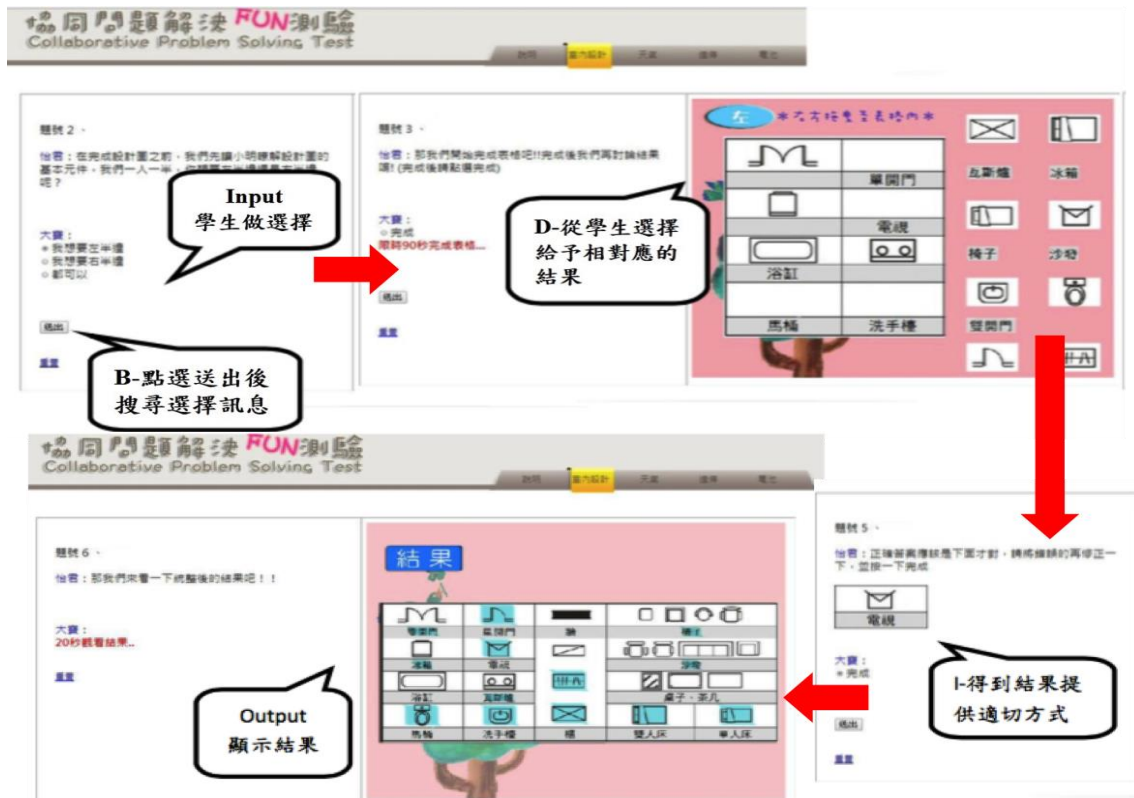 協同問題解決FUN測驗
Collaborative Problem Solving Test
說明 室內設計 天氣 選擇 電池
題號 2、
怡君：在完成設計圖之前，我們先讓小明瞭解設計圖的
基本元件，我們一人一半，
呢？
大寶：
我想要左半邊
我想要右半邊
都可以
送出
重置
Input
學生做選擇
B-點選送出後
搜尋選擇訊息
題號 3、
怡君：那我們開始完成表格吧!!完成後我們再討論結果
喔! (完成後請點選完成)
大寶：
完成
限時90秒完成表格...
送出
重置
D-從學生選擇
給予相對應的
結果
左
單開門
電視
浴缸
馬桶 洗手檯
瓦斯爐 冰箱
椅子 沙發
雙開門
協同問題解決FUN測驗
Collaborative Problem Solving Test
說明 室內設計 天氣 選擇 電池
題號 6、
怡君：那我們來看一下統整後的結果吧！！
大寶：
20秒觀看結果..
重置
Output
顯示結果
結果
雙開門 單開門 牆 椅子
冰箱 電視 沙發
浴缸 瓦斯爐 桌子、茶几
馬桶 洗手檯 櫃 雙人床 單人床
題號 5、
怡君：正確答案應該是下面才對，請將錯誤的再修正一
下，並按一下完成
電視
大寶：
完成
送出
重置
I-得到結果提
供適切方式